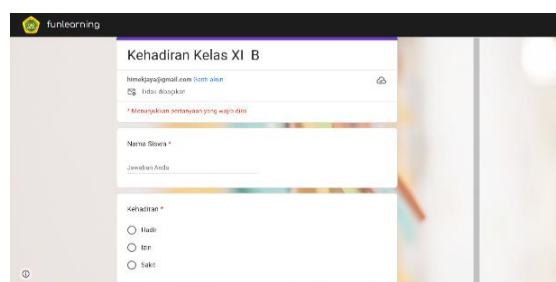 funlearning
Kehadiran Kelas XI B
himekjaya@gmail.com Ganti akun
Tidak dibagikan
* Menunjukkan pertanyaan yang wajib diisi
Nama Siswa *
Jawaban Anda
Kehadiran *
Hadir
Izin
Sakit